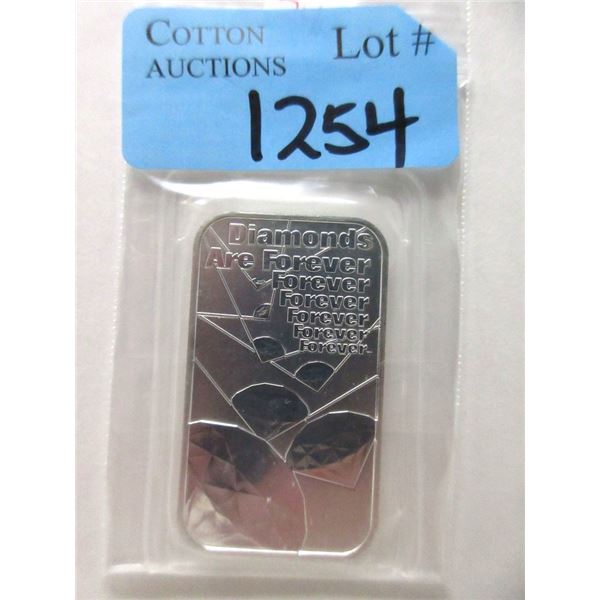 COTTON Lot #
AUCTIONS
1254
Diamonds
Are Forever
Forever
Forever
Forever
Forever
Forever